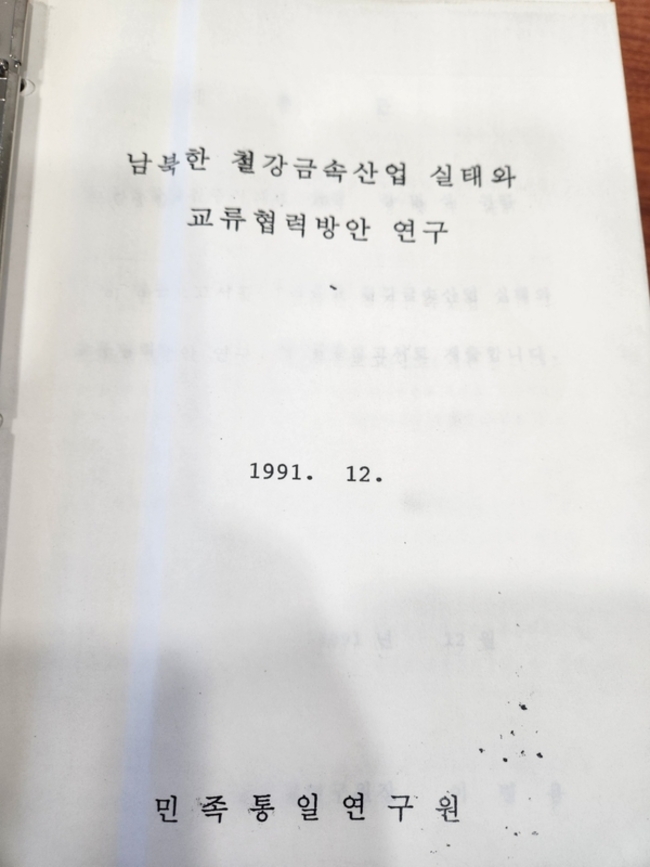 남북한 철강금속산업 실태와
교류협력방안 연구
1991. 12.
민족통일연구원